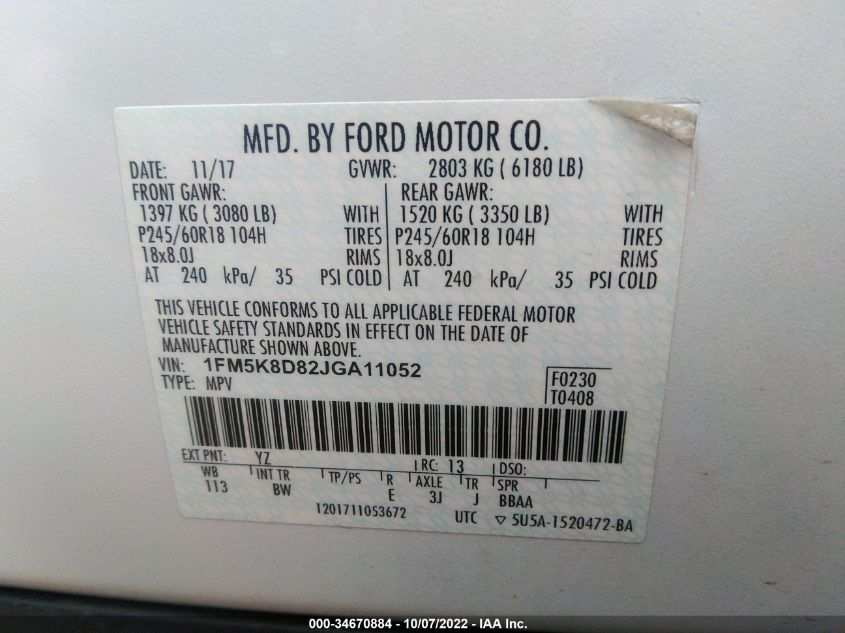 MFD. BY FORD MOTOR CO.
DATE: 11/17 GVWR: 2803 KG ( 6180 LB)
FRONT GAWR: REAR GAWR:
1397 KG ( 3080 LB) WITH 1520 KG ( 3350 LB) WITH
P245/60R18 104H TIRES P245/60R18 104H TIRES
18x8.0J RIMS 18x8.0J RIMS
AT 240 kPa/ 35 PSI COLD AT 240 kPa/ 35 PSI COLD
THIS VEHICLE CONFORMS TO ALL APPLICABLE FEDERAL MOTOR
VEHICLE SAFETY STANDARDS IN EFFECT ON THE DATE OF
MANUFACTURE SHOWN ABOVE.
VIN: 1FM5K8D82JGA11052
TYPE: MPV F0230
T0408
EXT PNT: YZ RC: 13 DSO:
WB INT TR TP/PS R AXLE TR SPR
113 BW E 3J J BBAA
1201711053672 UTC ▽ 5U5A-1520472-BA
000-34670884 - 10/07/2022 - IAA Inc.